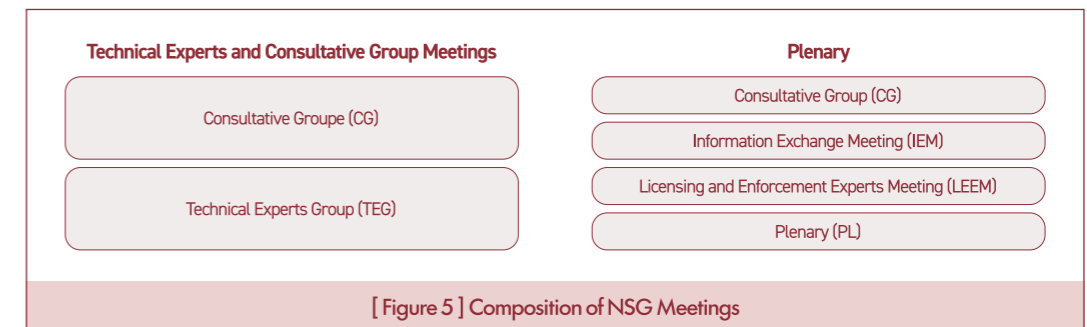 Technical Experts and Consultative Group Meetings
Consultative Groupe (CG)
Technical Experts Group (TEG)
Plenary
Consultative Group (CG)
Information Exchange Meeting (IEM)
Licensing and Enforcement Experts Meeting (LEEM)
Plenary (PL)
[ Figure 5 ] Composition of NSG Meetings